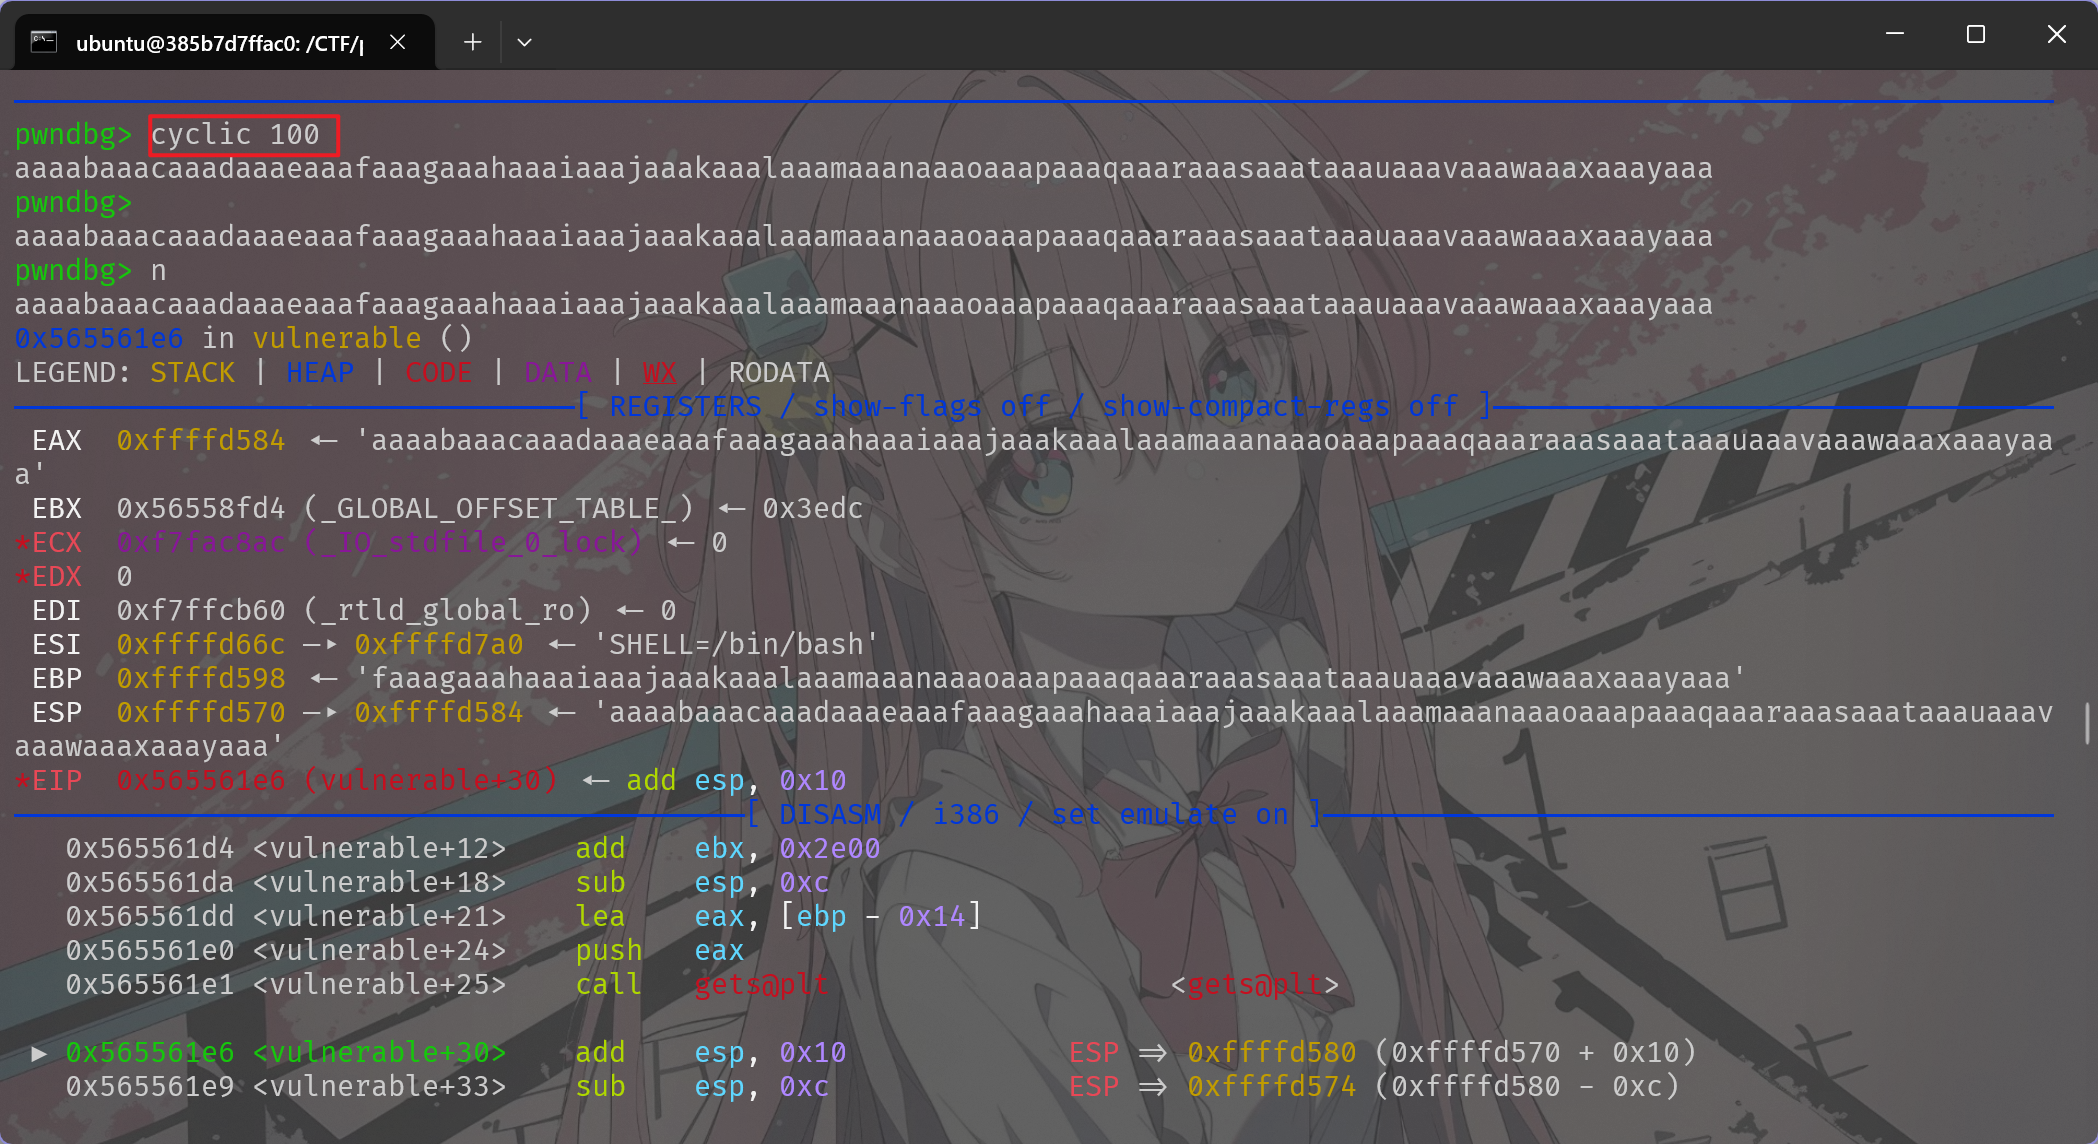 ubuntu@385b7d7ffac0: /CTF/p
pwndbg> cyclic 100
aaaabaaacaaadaaaeaaafaaagaaahaaaiaaajaaakaaalaaamaaanaaaoaaapaaaqaaaraaasaaataaauaaavaaawaaaxaaayaaa
pwndbg>
aaaabaaacaaadaaaeaaafaaagaaahaaaiaaajaaakaaalaaamaaanaaaoaaapaaaqaaaraaasaaataaauaaavaaawaaaxaaayaaa
pwndbg> n
aaaabaaacaaadaaaeaaafaaagaaahaaaiaaajaaakaaalaaamaaanaaaoaaapaaaqaaaraaasaaataaauaaavaaawaaaxaaayaaa
0x565561e6 in vulnerable ()
LEGEND: STACK | HEAP | CODE | DATA | WX | RODATA
[ REGISTERS / show-flags off / show-compact-regs off ]
EAX  0xffffd584 ◂— 'aaaabaaacaaadaaaeaaafaaagaaahaaaiaaajaaakaaalaaamaaanaaaoaaapaaaqaaaraaasaaataaauaaavaaawaaaxaaayaa
a'
EBX  0x56558fd4 (_GLOBAL_OFFSET_TABLE_) ◂— 0x3edc
*ECX  0xf7fac8ac (_IO_stdfile_0_lock) ◂— 0
*EDX  0
EDI  0xf7ffcb60 (_rtld_global_ro) ◂— 0
ESI  0xffffd66c —▸ 0xffffd7a0 ◂— 'SHELL=/bin/bash'
EBP  0xffffd598 ◂— 'faaagaaahaaaiaaajaaakaaalaaamaaanaaaoaaapaaaqaaaraaasaaataaauaaavaaawaaaxaaayaaa'
ESP  0xffffd570 —▸ 0xffffd584 ◂— 'aaaabaaacaaadaaaeaaafaaagaaahaaaiaaajaaakaaalaaamaaanaaaoaaapaaaqaaaraaasaaataaauaaav
aaawaaaxaaayaaa'
*EIP  0x565561e6 (vulnerable+30) ◂— add esp, 0x10
[ DISASM / i386 / set emulate on ]
0x565561d4 <vulnerable+12>    add    ebx, 0x2e00
0x565561da <vulnerable+18>    sub    esp, 0xc
0x565561dd <vulnerable+21>    lea    eax, [ebp - 0x14]
0x565561e0 <vulnerable+24>    push   eax
0x565561e1 <vulnerable+25>    call   gets@plt                    <gets@plt>
► 0x565561e6 <vulnerable+30>    add    esp, 0x10             ESP => 0xffffd580 (0xffffd570 + 0x10)
0x565561e9 <vulnerable+33>    sub    esp, 0xc              ESP => 0xffffd574 (0xffffd580 - 0xc)